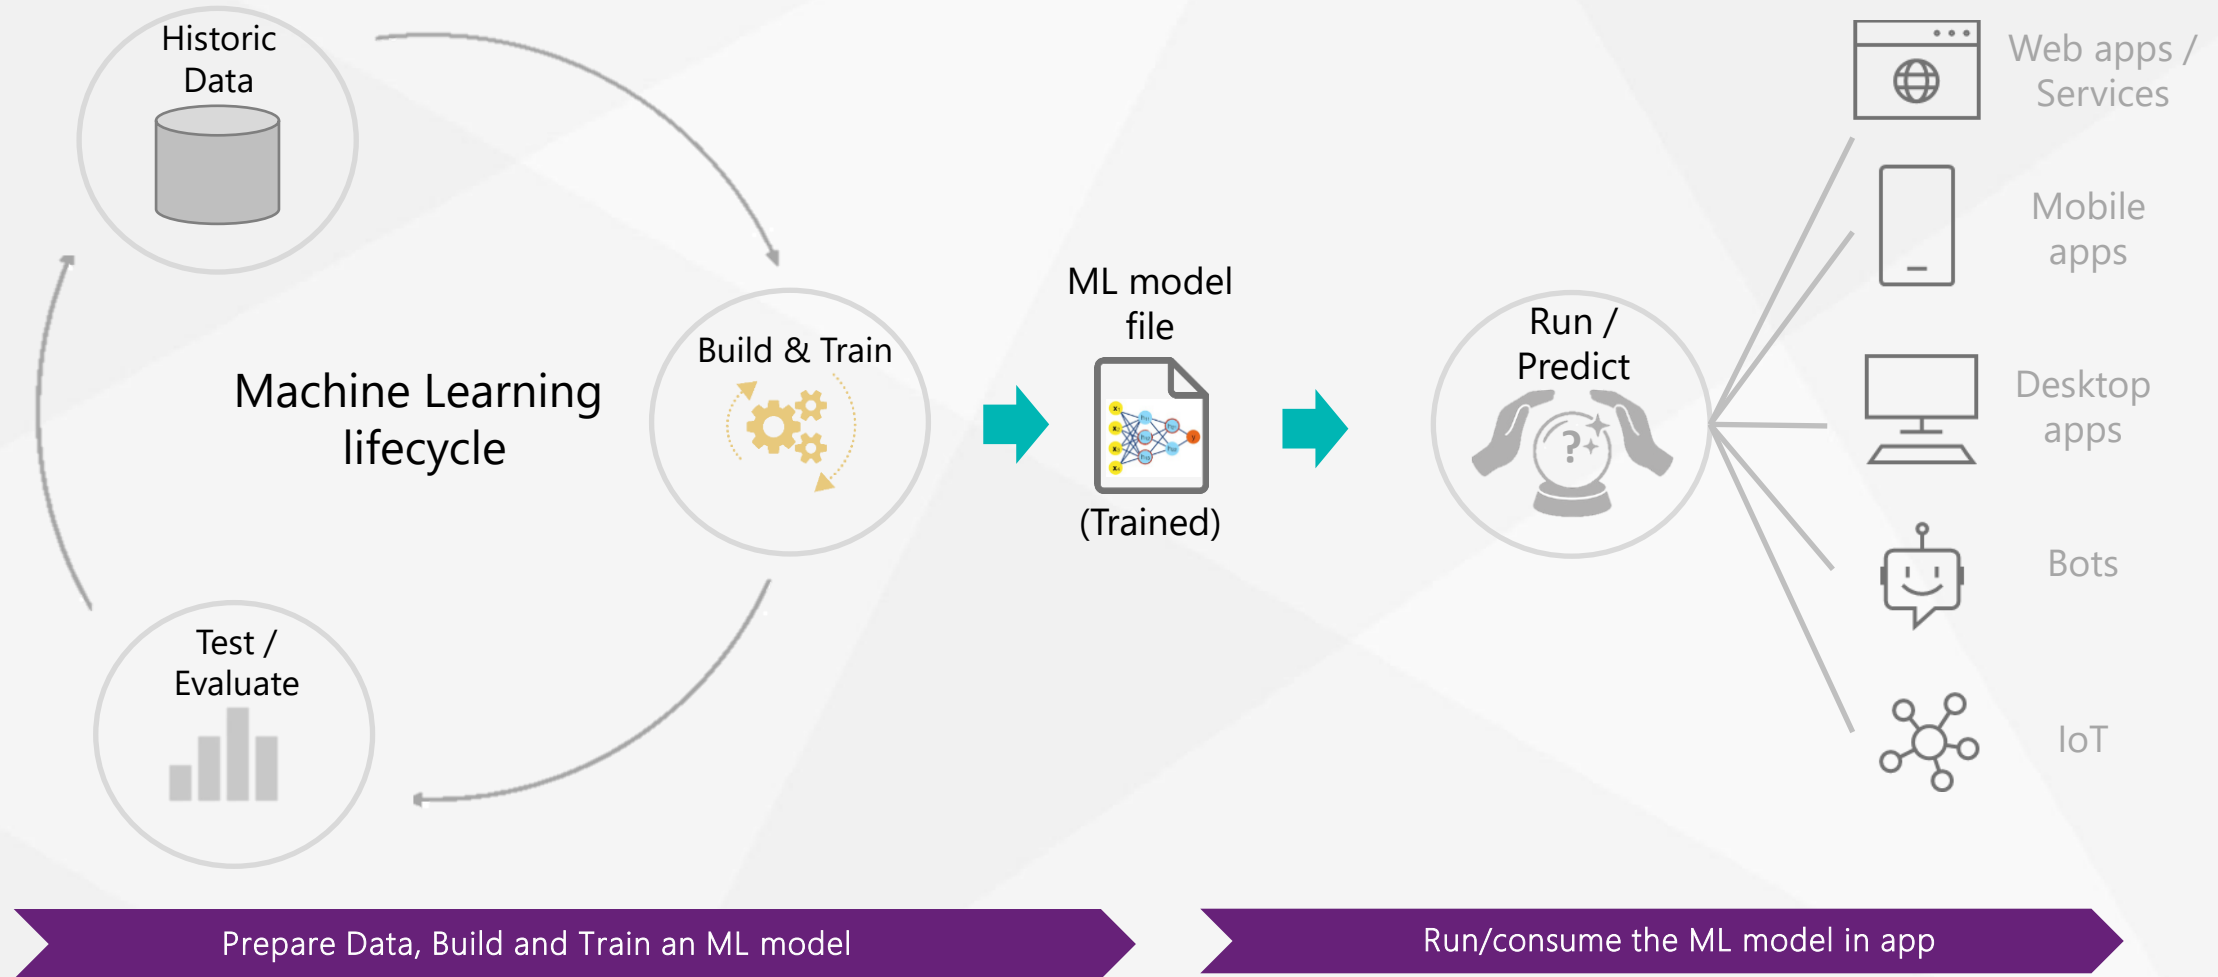 Historic
Data
Machine Learning
lifecycle
Build & Train
Test /
Evaluate
ML model
file
(Trained)
Run /
Predict
?
Web apps /
Services
Mobile
apps
Desktop
apps
Bots
IoT
Prepare Data, Build and Train an ML model
Run/consume the ML model in app